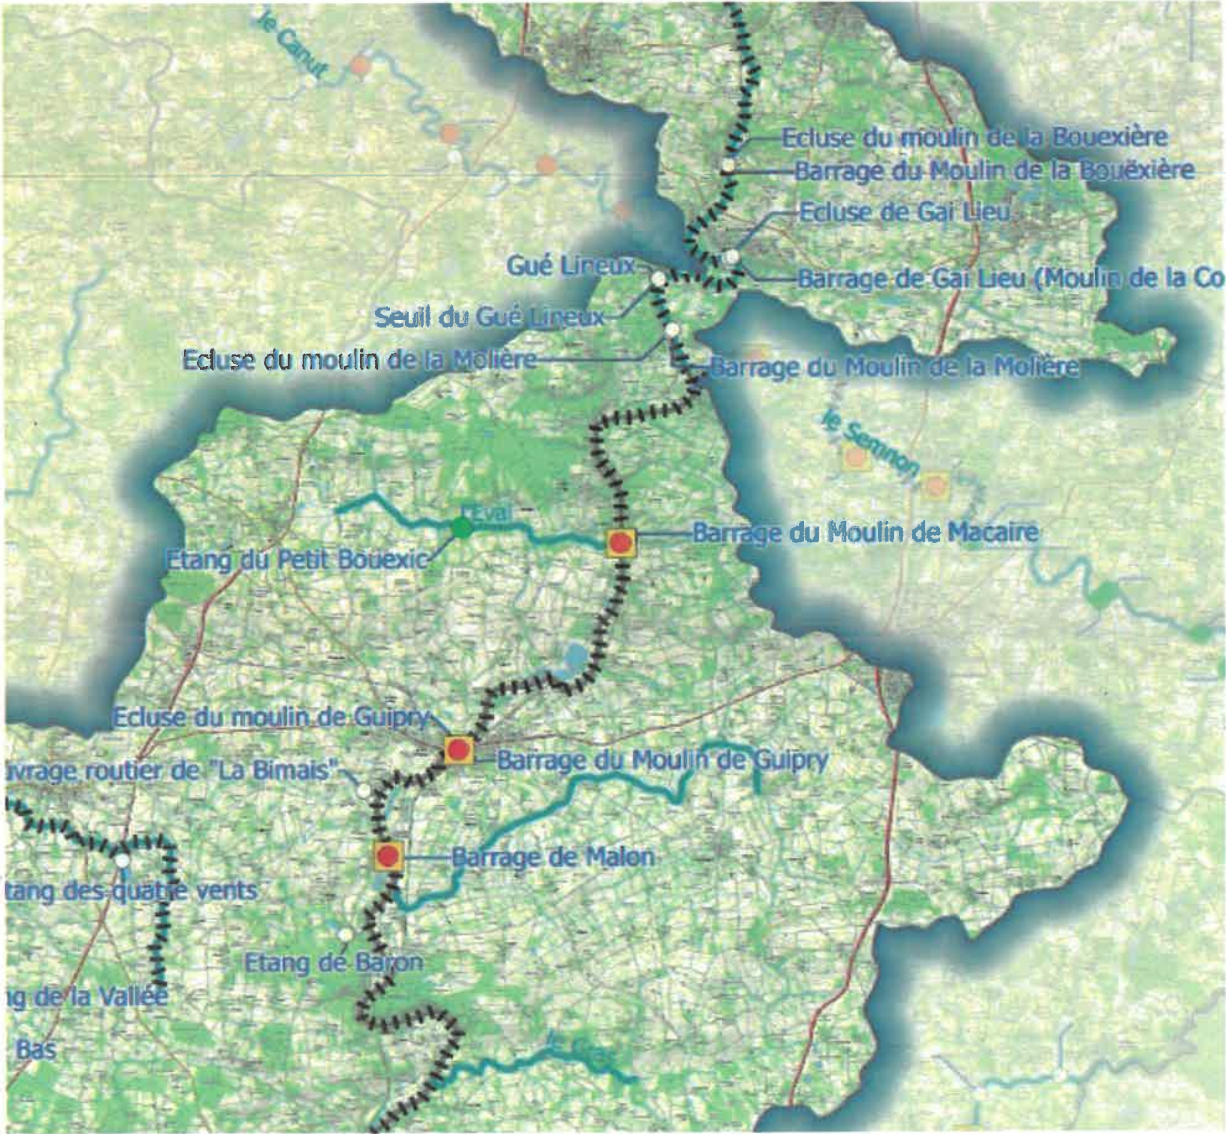 le Canut
Ecluse du moulin de la Bouexière
Barrage du Moulin de la Bouëxière
Ecluse de Gai Lieu
Gué Lineux
Barrage de Gai Lieu (Moulin de la Co
Seuil du Gué Lineux
Ecluse du moulin de la Molière
Barrage du Moulin de la Molière
le Semnon
l'Eval
Barrage du Moulin de Macaire
Etang du Petit Bouexic
Ecluse du moulin de Guipry
Barrage du Moulin de Guipry
uvrage routier de "La Bimais"
Barrage de Malon
tang des quatre vents
Etang de Baron
ng de la Vallée
Bas